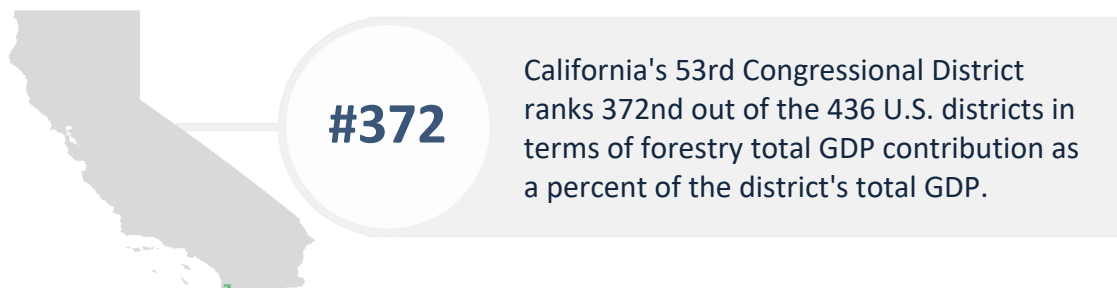 #372
California's 53rd Congressional District
ranks 372nd out of the 436 U.S. districts in
terms of forestry total GDP contribution as
a percent of the district's total GDP.